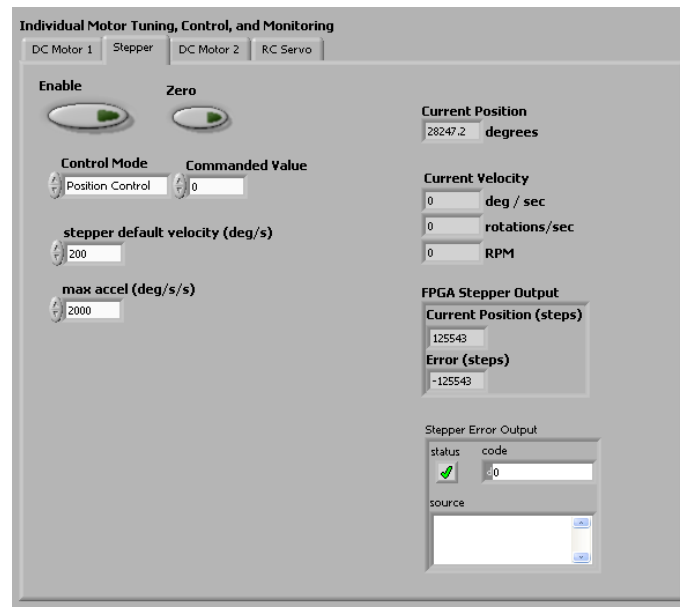 Individual Motor Tuning, Control, and Monitoring
DC Motor 1 Stepper DC Motor 2 RC Servo
Enable Zero
Control Mode Commanded Value
Position Control 0
stepper default velocity (deg/s)
200
max accel (deg/s/s)
2000
Current Position
28247.2 degrees
Current Velocity
0 deg / sec
0 rotations/sec
0 RPM
FPGA Stepper Output
Current Position (steps)
125543
Error (steps)
-125543
Stepper Error Output
status code
0
source